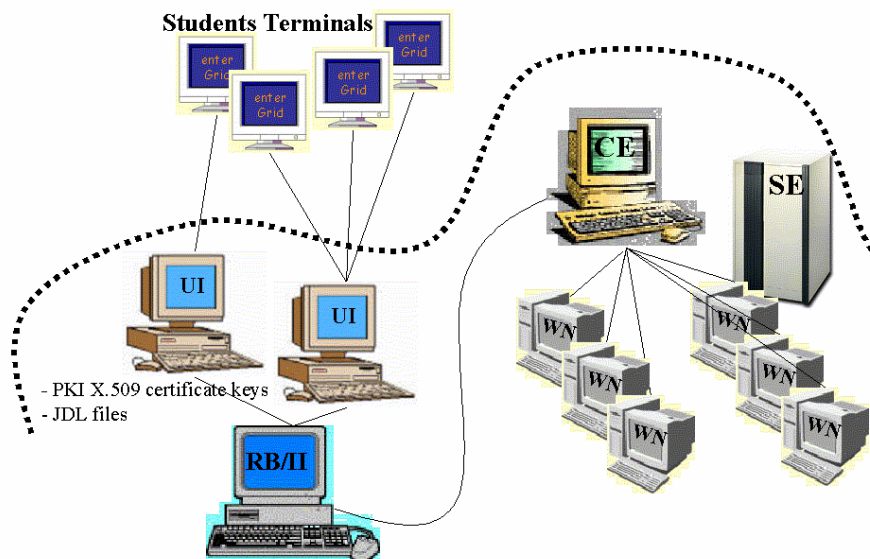 Students Terminals
enter
Grid
enter
Grid
enter
Grid
enter
Grid
CE
SE
UI
UI
WN
WN
WN
WN
WN
WN
- PKI X.509 certificate keys
- JDL files
RB/II